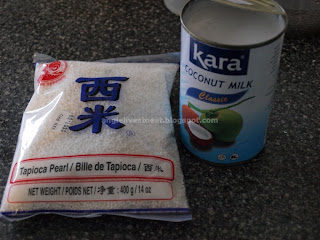 西
米
Tapioca Pearl / Bille de Tapioca / 西米
NET WEIGHT / POIDS NET / 净重 : 400 g / 14 oz
kara
COCONUT MILK
Classic